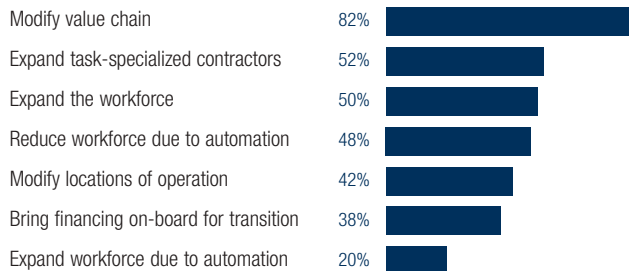 Modify value chain 82%
Expand task-specialized contractors 52%
Expand the workforce 50%
Reduce workforce due to automation 48%
Modify locations of operation 42%
Bring financing on-board for transition 38%
Expand workforce due to automation 20%